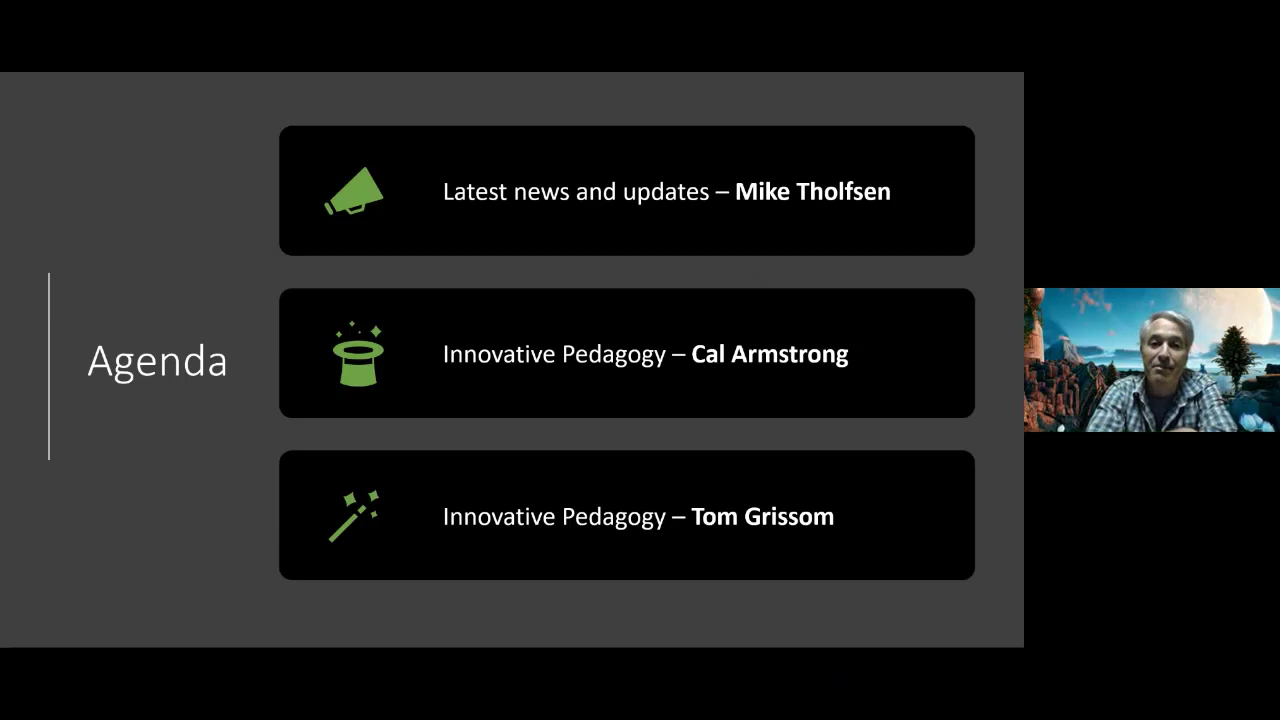 Agenda
Latest news and updates – Mike Tholfsen
Innovative Pedagogy – Cal Armstrong
Innovative Pedagogy – Tom Grissom